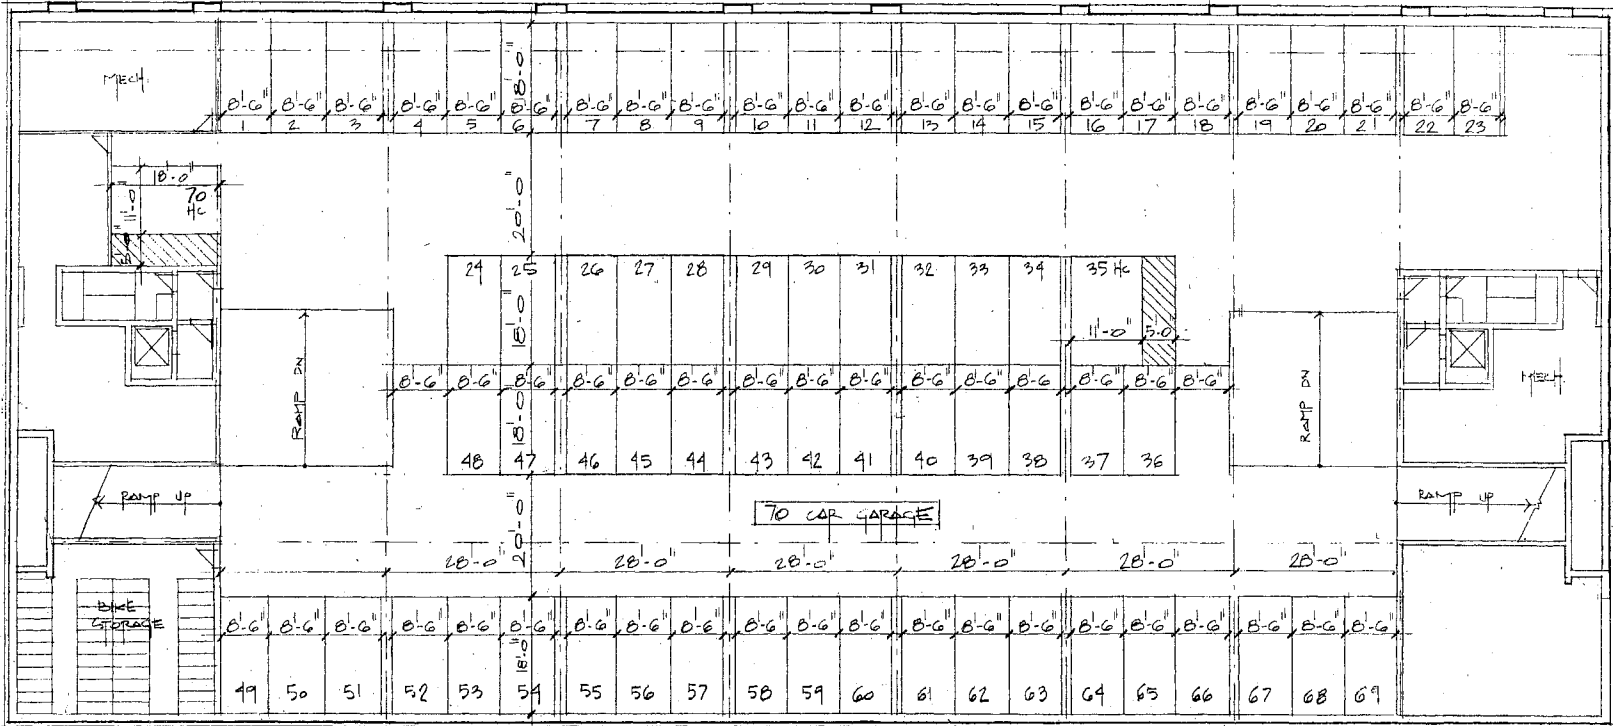 MECH.
18'-0"
8'-6" 8'-6" 8'-6" 8'-6" 8'-6" 8'-6" 8'-6" 8'-6" 8'-6" 8'-6" 8'-6" 8'-6" 8'-6" 8'-6" 8'-6" 8'-6" 8'-6" 8'-6" 8'-6" 8'-6" 8'-6" 8'-6" 8'-6"
1 2 3 4 5 6 7 8 9 10 11 12 13 14 15 16 17 18 19 20 21 22 23
18'-0"
11'-0"
70
HC
5'-0"
20'-0"
24 25 26 27 28 29 30 31 32 33 34 35 HC
18'-0"
11'-0" 5'-0"
RAMP DN
8'-6" 8'-6" 8'-6" 8'-6" 8'-6" 8'-6" 8'-6" 8'-6" 8'-6" 8'-6" 8'-6" 8'-6 8'-6" 8'-6" 8'-6"
RAMP DN
MECH.
18'-0"
48 47 46 45 44 43 42 41 40 39 38 37 36
RAMP UP
70 CAR GARAGE
RAMP UP
20'-0"
28'-0" 28'-0" 28'-0" 28'-0" 28'-0" 28'-0"
BIKE
STORAGE
8'-6" 8'-6" 8'-6" 8'-6" 8'-6" 8'-6" 8'-6" 8'-6" 8'-6" 8'-6" 8'-6" 8'-6" 8'-6" 8'-6" 8'-6" 8'-6" 8'-6" 8'-6" 8'-6" 8'-6" 8'-6"
18'-0"
49 50 51 52 53 54 55 56 57 58 59 60 61 62 63 64 65 66 67 68 69